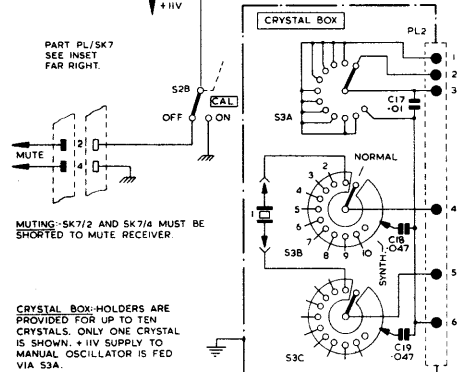 +11V
CRYSTAL BOX
PL2
PART PL/SK7
SEE INSET
FAR RIGHT.
S2B
CAL
OFF
ON
1
2
3
C17
·01
S3A
2
MUTE
4
NORMAL
2
3
4
5
6
7
8
9
10
1
SYNTH.
4
C18
·047
S3B
MUTING:-SK7/2 AND SK7/4 MUST BE
SHORTED TO MUTE RECEIVER.
5
CRYSTAL BOX:-HOLDERS ARE
PROVIDED FOR UP TO TEN
CRYSTALS. ONLY ONE CRYSTAL
IS SHOWN. +11V SUPPLY TO
MANUAL OSCILLATOR IS FED
VIA S3A.
6
C19
·047
S3C